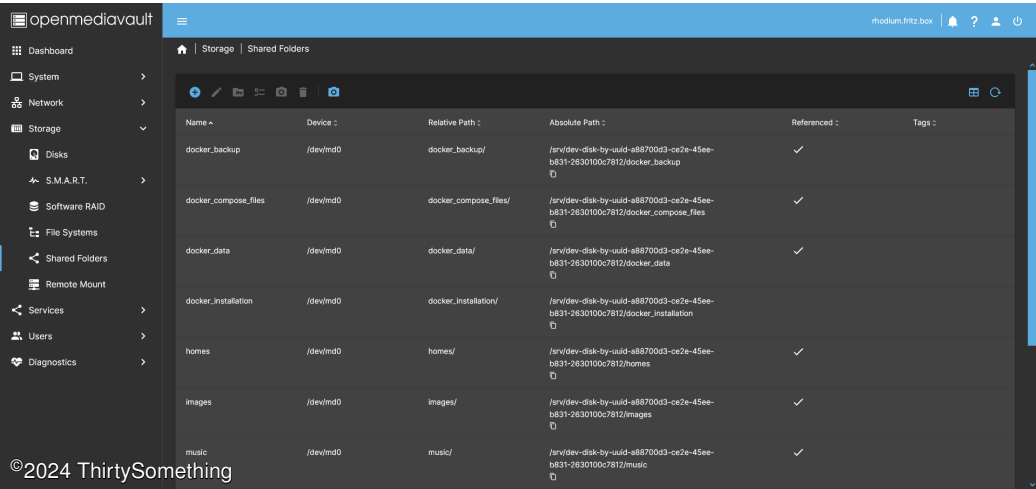 openmediavault
rhodium.fritz.box
Dashboard
System
Network
Storage
Disks
S.M.A.R.T.
Software RAID
File Systems
Shared Folders
Remote Mount
Services
Users
Diagnostics
Storage | Shared Folders
Name Device Relative Path Absolute Path Referenced Tags
docker_backup /dev/md0 docker_backup/ /srv/dev-disk-by-uuid-a88700d3-ce2e-45ee-
b831-2630100c7812/docker_backup
docker_compose_files /dev/md0 docker_compose_files/ /srv/dev-disk-by-uuid-a88700d3-ce2e-45ee-
b831-2630100c7812/docker_compose_files
docker_data /dev/md0 docker_data/ /srv/dev-disk-by-uuid-a88700d3-ce2e-45ee-
b831-2630100c7812/docker_data
docker_installation /dev/md0 docker_installation/ /srv/dev-disk-by-uuid-a88700d3-ce2e-45ee-
b831-2630100c7812/docker_installation
homes /dev/md0 homes/ /srv/dev-disk-by-uuid-a88700d3-ce2e-45ee-
b831-2630100c7812/homes
images /dev/md0 images/ /srv/dev-disk-by-uuid-a88700d3-ce2e-45ee-
b831-2630100c7812/images
music /dev/md0 music/ /srv/dev-disk-by-uuid-a88700d3-ce2e-45ee-
b831-2630100c7812/music
©2024 ThirtySomething